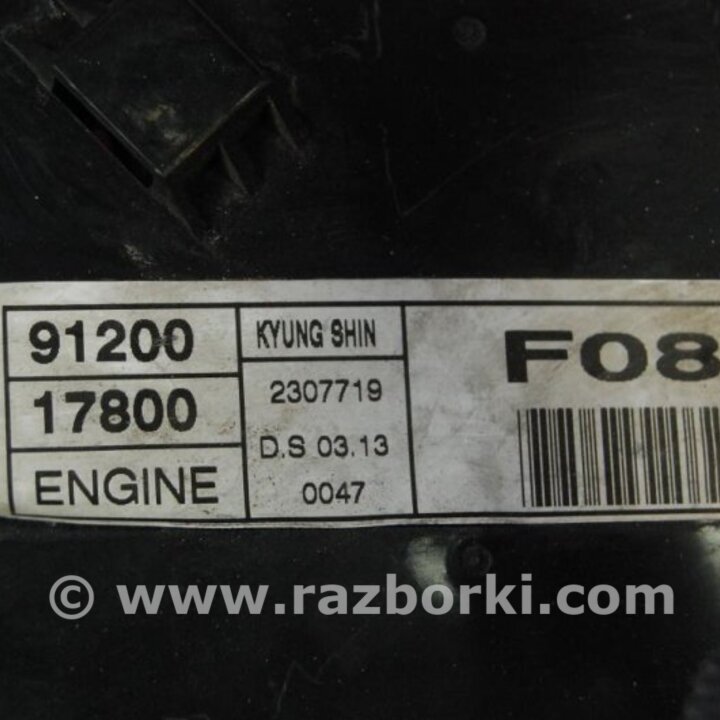 91200
17800
ENGINE
KYUNG SHIN
2307719
D.S 03.13
0047
F08
© www.razborki.com